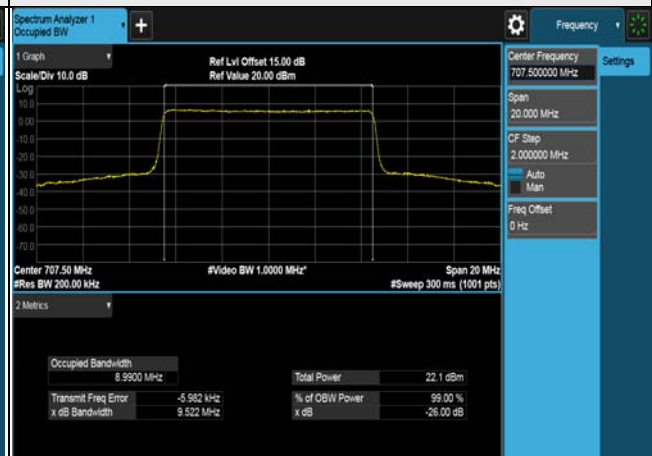 Spectrum Analyzer 1
Occupied BW
+
Frequency
1 Graph
Scale/Div 10.0 dB
Ref Lvl Offset 15.00 dB
Ref Value 20.00 dBm
Log
10.0
0.00
-10.0
-20.0
-30.0
-40.0
-50.0
-60.0
-70.0
Center 707.50 MHz
#Res BW 200.00 kHz
#Video BW 1.0000 MHz*
Span 20 MHz
#Sweep 300 ms (1001 pts)
Center Frequency
707.500000 MHz
Settings
Span
20.000 MHz
CF Step
2.000000 MHz
Auto
Man
Freq Offset
0 Hz
2 Metrics
Occupied Bandwidth
8.9900 MHz
Total Power 22.1 dBm
Transmit Freq Error -5.982 kHz % of OBW Power 99.00 %
x dB Bandwidth 9.522 MHz x dB -26.00 dB